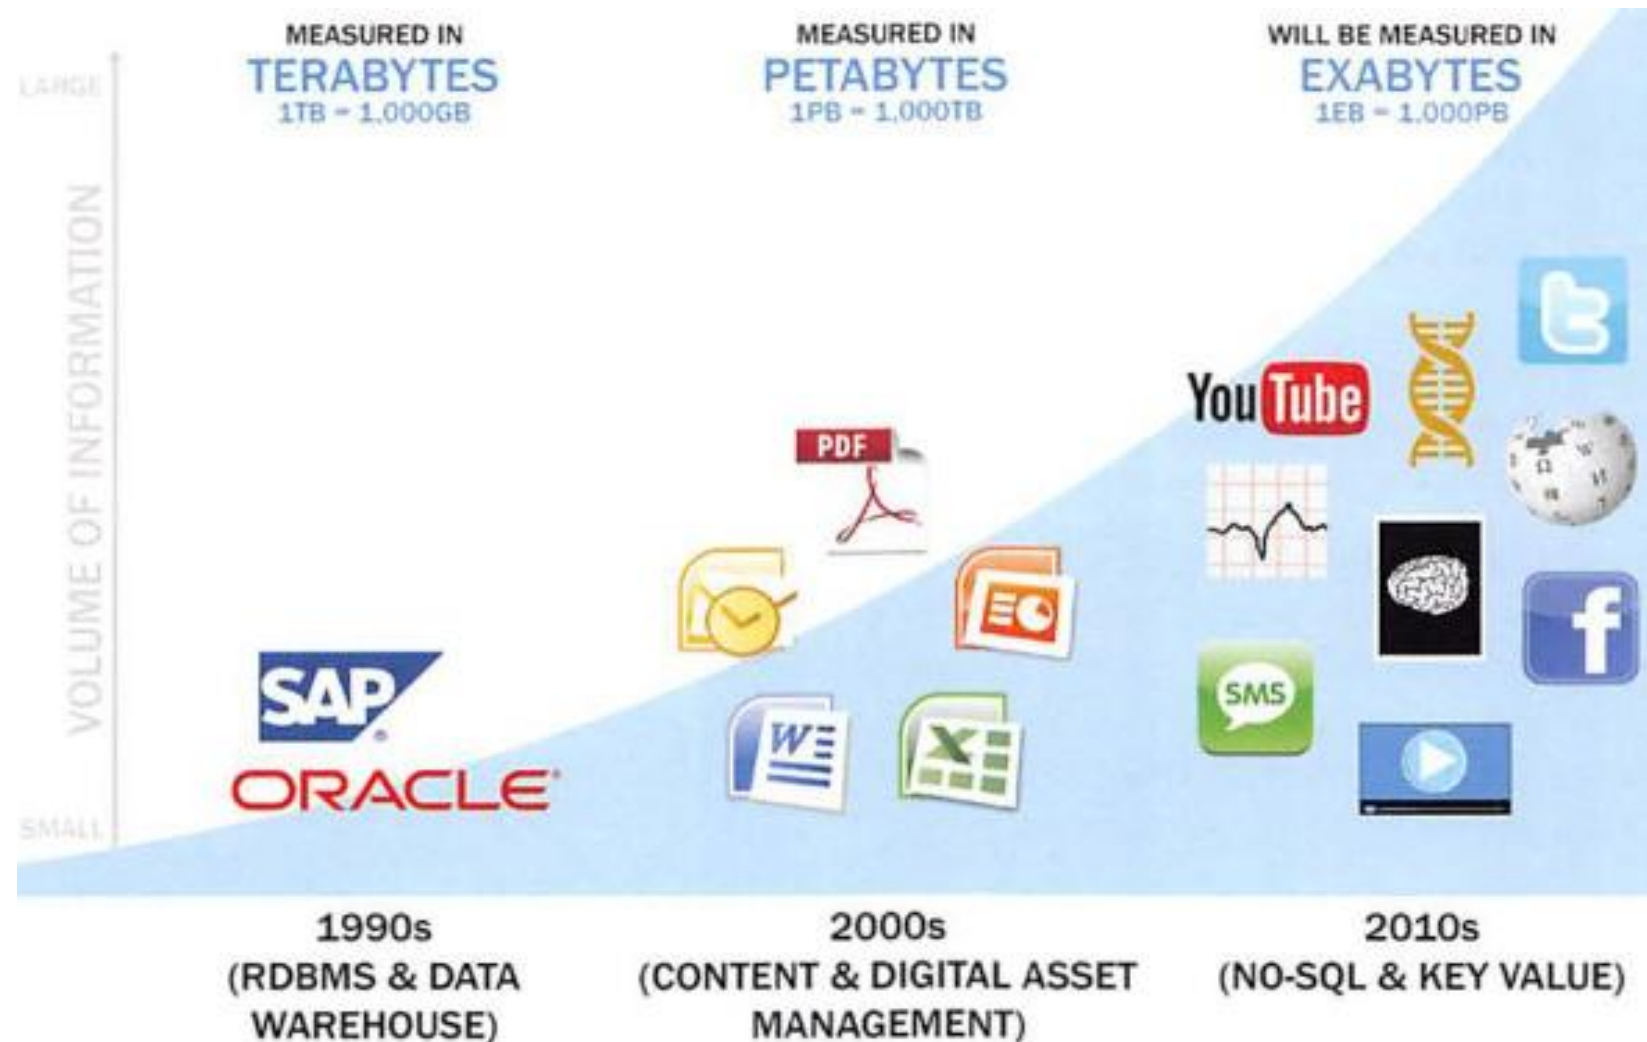 MEASURED IN
TERABYTES
1TB = 1,000GB
MEASURED IN
PETABYTES
1PB = 1,000TB
WILL BE MEASURED IN
EXABYTES
1EB = 1,000PB
LARGE
VOLUME OF INFORMATION
SMALL
SAP®
ORACLE®
PDF
W
X
You Tube
SMS
t
f
1990s
(RDBMS & DATA
WAREHOUSE)
2000s
(CONTENT & DIGITAL ASSET
MANAGEMENT)
2010s
(NO-SQL & KEY VALUE)